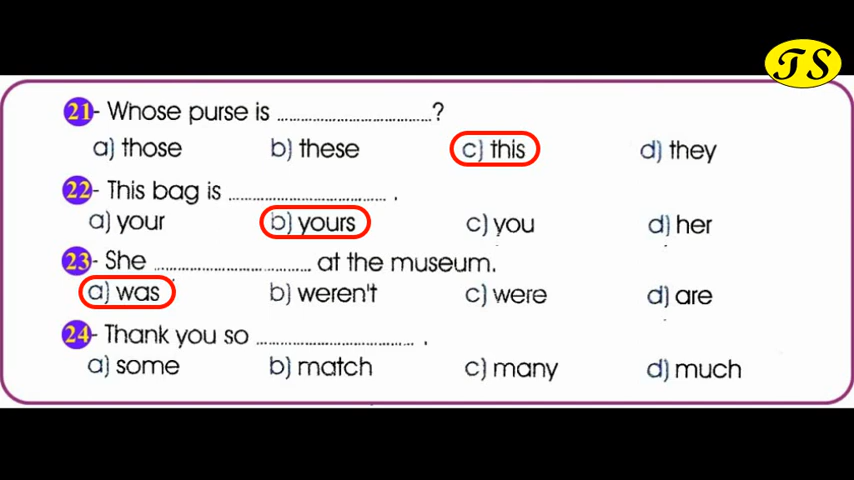 TS
21- Whose purse is ......................................?
a) those b) these c) this d) they
22- This bag is ...................................... .
a) your b) yours c) you d) her
23- She ...................................... at the museum.
a) was b) weren't c) were d) are
24- Thank you so ...................................... .
a) some b) match c) many d) much